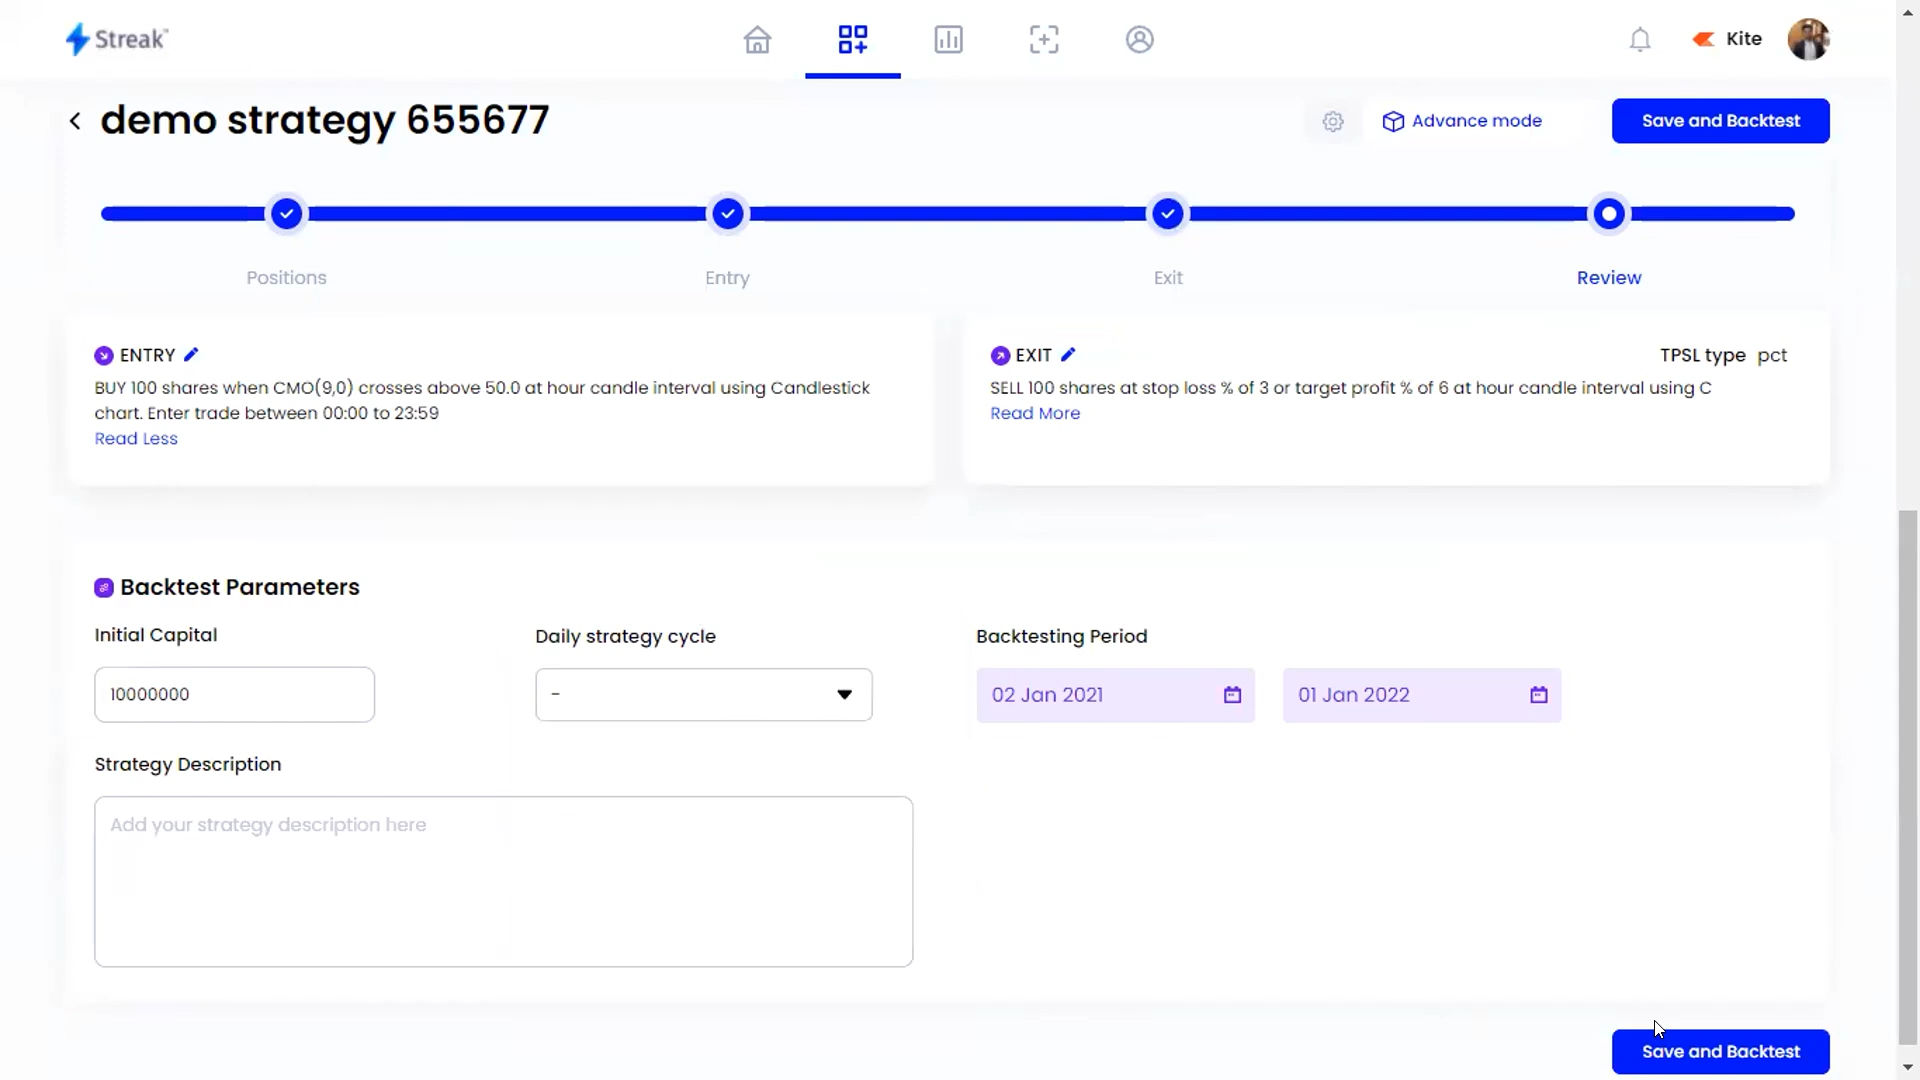 Streak™
Kite
demo strategy 655677
Advance mode
Save and Backtest
Positions
Entry
Exit
Review
ENTRY
BUY 100 shares when CMO(9,0) crosses above 50.0 at hour candle interval using Candlestick
chart. Enter trade between 00:00 to 23:59
Read Less
EXIT
TPSL type pct
SELL 100 shares at stop loss % of 3 or target profit % of 6 at hour candle interval using C
Read More
Backtest Parameters
Initial Capital
10000000
Daily strategy cycle
-
Backtesting Period
02 Jan 2021
01 Jan 2022
Strategy Description
Add your strategy description here
Save and Backtest